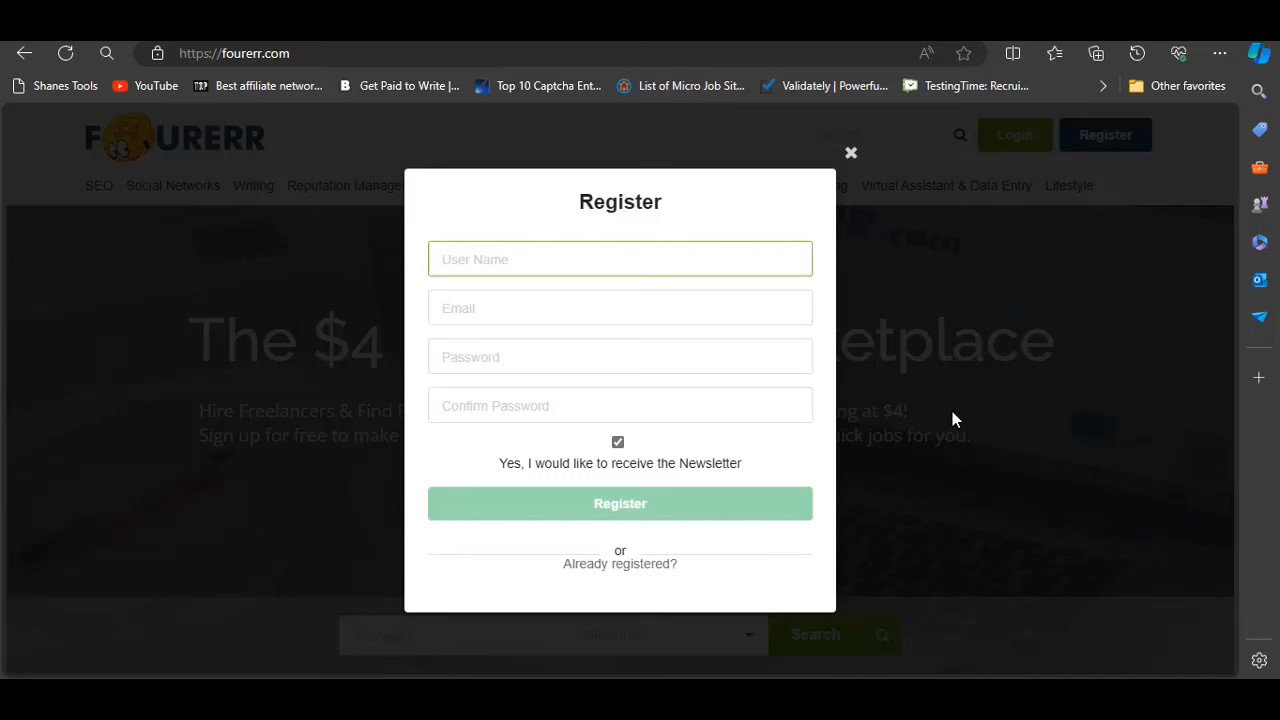 https://fourerr.com
Shanes Tools
YouTube
Best affiliate networ...
Get Paid to Write |...
Top 10 Captcha Ent...
List of Micro Job Sit...
Validately | Powerfu...
TestingTime: Recrui...
Other favorites
FOURERR
Login
Register
SEO
Social Networks
Writing
Reputation Manage
ng
Virtual Assistant & Data Entry
Lifestyle
Register
User Name
Email
Password
Confirm Password
Yes, I would like to receive the Newsletter
Register
or
Already registered?
The $4
etplace
Hire Freelancers & Find
ng at $4!
Sign up for free to make
uick jobs for you.
Search